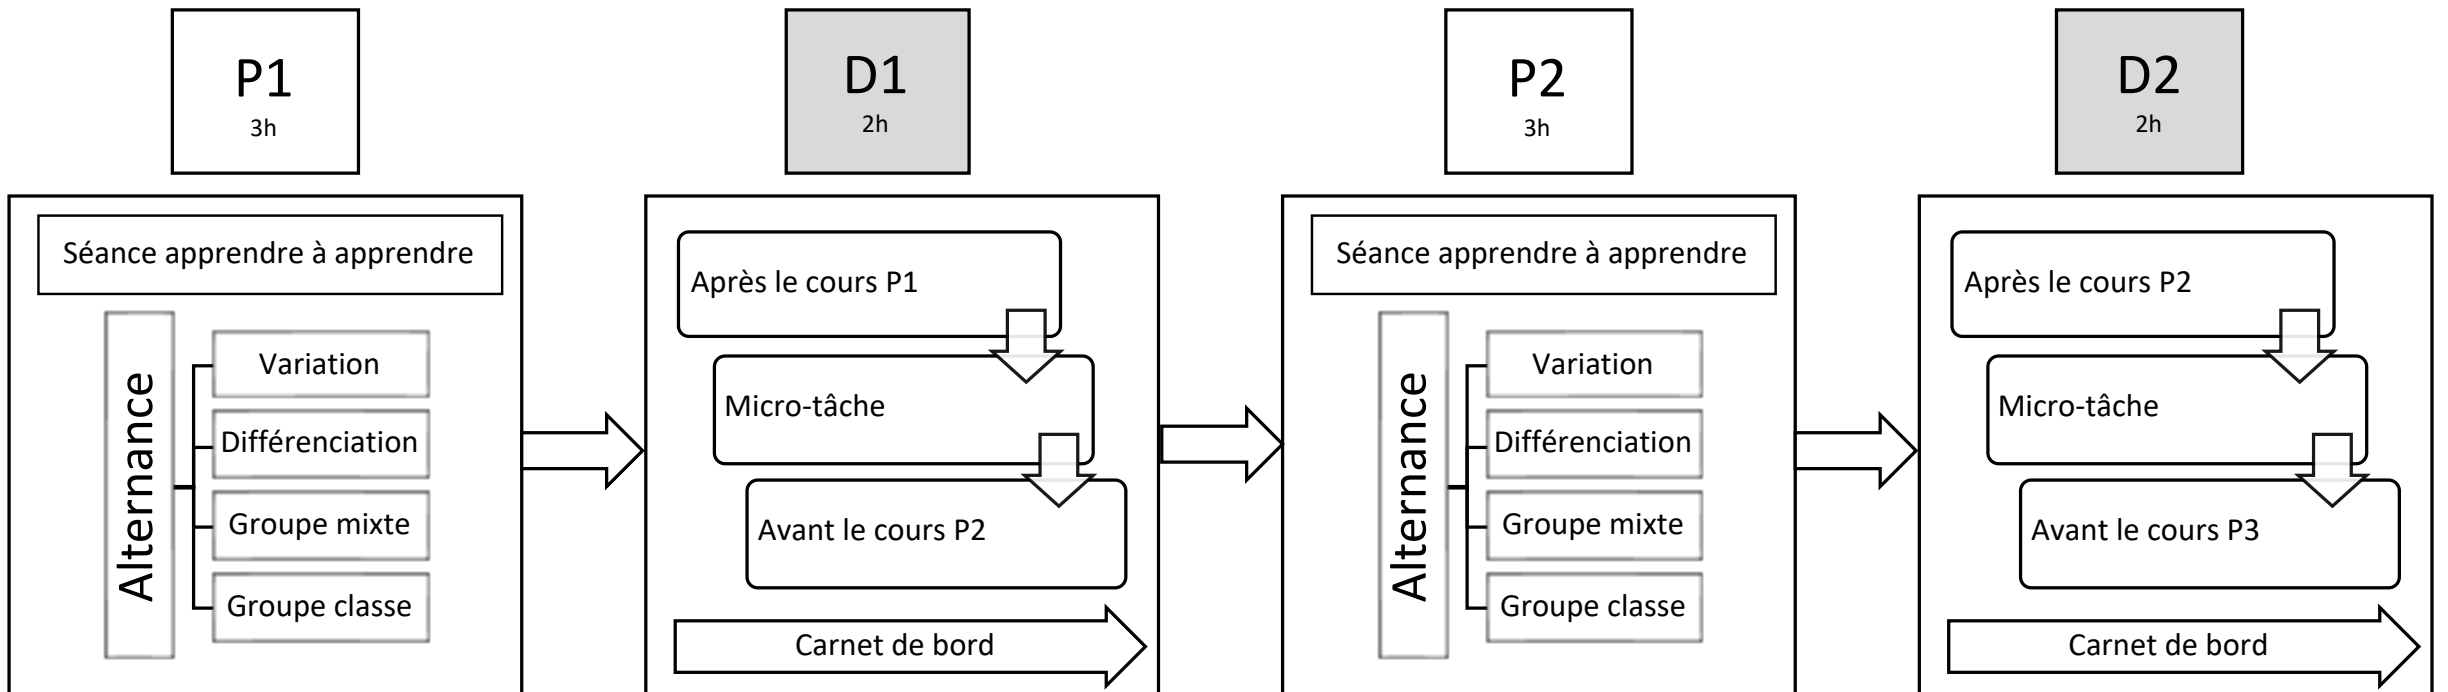 P1
3h
Séance apprendre à apprendre
Alternance
Variation
Différenciation
Groupe mixte
Groupe classe
D1
2h
Après le cours P1
Micro-tâche
Avant le cours P2
Carnet de bord
P2
3h
Séance apprendre à apprendre
Alternance
Variation
Différenciation
Groupe mixte
Groupe classe
D2
2h
Après le cours P2
Micro-tâche
Avant le cours P3
Carnet de bord